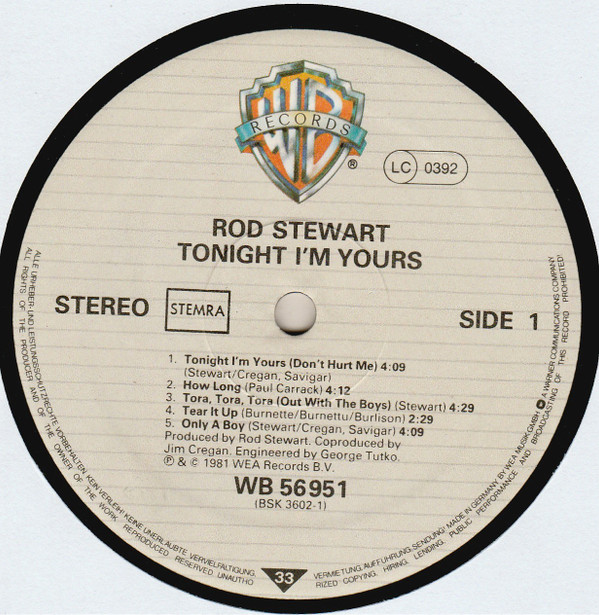 WB
RECORDS
®
LC 0392
ROD STEWART
TONIGHT I'M YOURS
STEREO
STEMRA
SIDE 1
1. Tonight I'm Yours (Don't Hurt Me) 4:09
(Stewart/Cregan, Savigar)
2. How Long (Paul Carrack) 4:12
3. Tora, Tora, Tora (Out With The Boys) (Stewart) 4:29
4. Tear It Up (Burnette/Burnettu/Burlison) 2:29
5. Only A Boy (Stewart/Cregan, Savigar) 4:09
Produced by Rod Stewart. Coproduced by
Jim Cregan. Engineered by George Tutko.
℗ & © 1981 WEA Records B.V.
WB 56 951
(BSK 3602-1)
33
ALLE URHEBER- UND LEISTUNGSSCHUTZRECHTE VORBEHALTEN. KEIN VERLEIH! KEINE UNERLAUBTE VERVIELFÄLTIGUNG, VERMIETUNG, AUFFÜHRUNG, SENDUNG! MADE IN GERMANY BY WEA MUSIK GMBH. A WARNER COMMUNICATIONS COMPANY
ALL RIGHTS OF THE PRODUCER AND OF THE OWNER OF THE WORK REPRODUCED RESERVED. UNAUTHORIZED COPYING, HIRING, LENDING, PUBLIC PERFORMANCE AND BROADCASTING OF THIS RECORD PROHIBITED!